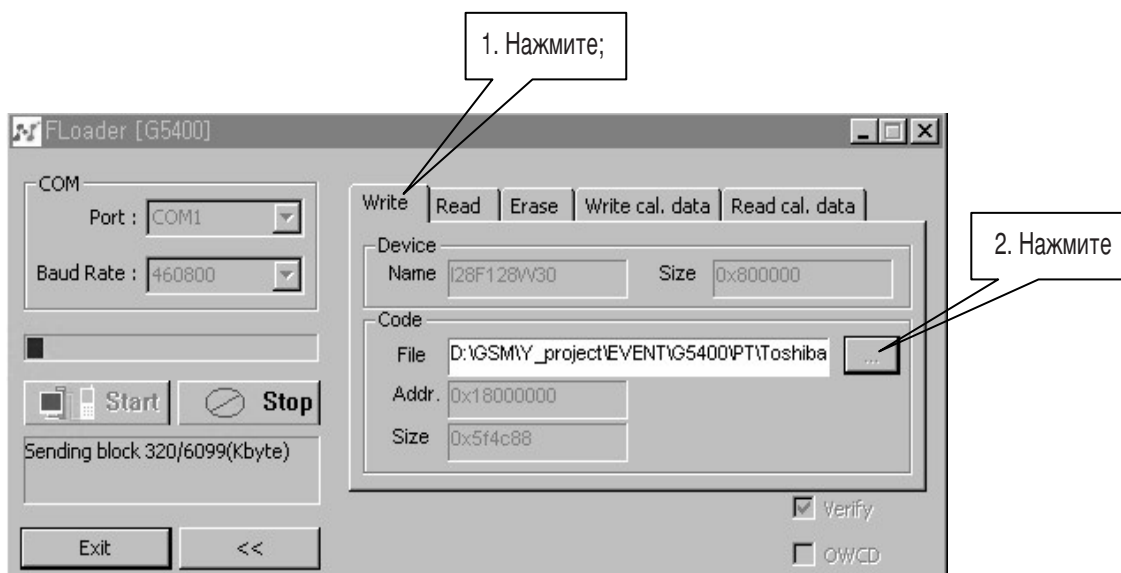 1. Нажмите;
FLoader [G5400]
COM
Port : COM1
Baud Rate : 460800
Start Stop
Sending block 320/6099(Kbyte)
Exit <<
Write Read Erase Write cal. data Read cal. data
Device
Name I28F128W30 Size 0x800000
Code
File D:\GSM\Y_project\EVENT\G5400\PT\Toshiba ...
Addr. 0x18000000
Size 0x5f4c88
Verify
OWCD
2. Нажмите